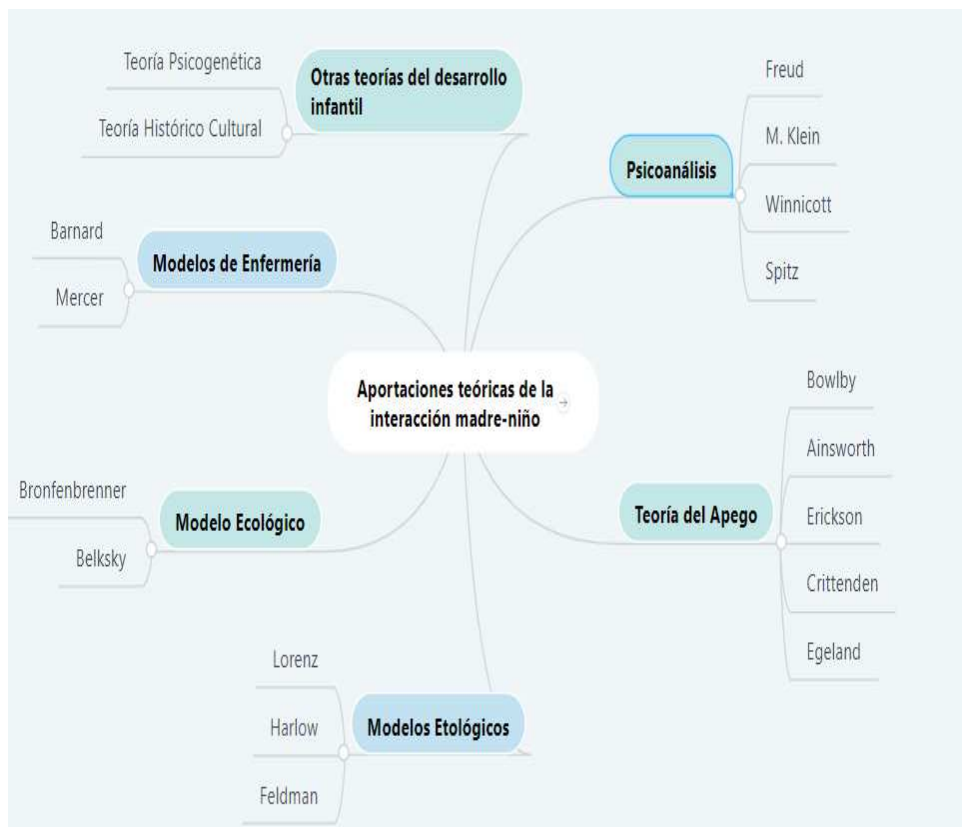 Aportaciones teóricas de la
interacción madre-niño
Otras teorías del desarrollo
infantil
Teoría Psicogenética
Teoría Histórico Cultural
Modelos de Enfermería
Barnard
Mercer
Modelo Ecológico
Bronfenbrenner
Belksky
Modelos Etológicos
Lorenz
Harlow
Feldman
Psicoanálisis
Freud
M. Klein
Winnicott
Spitz
Teoría del Apego
Bowlby
Ainsworth
Erickson
Crittenden
Egeland